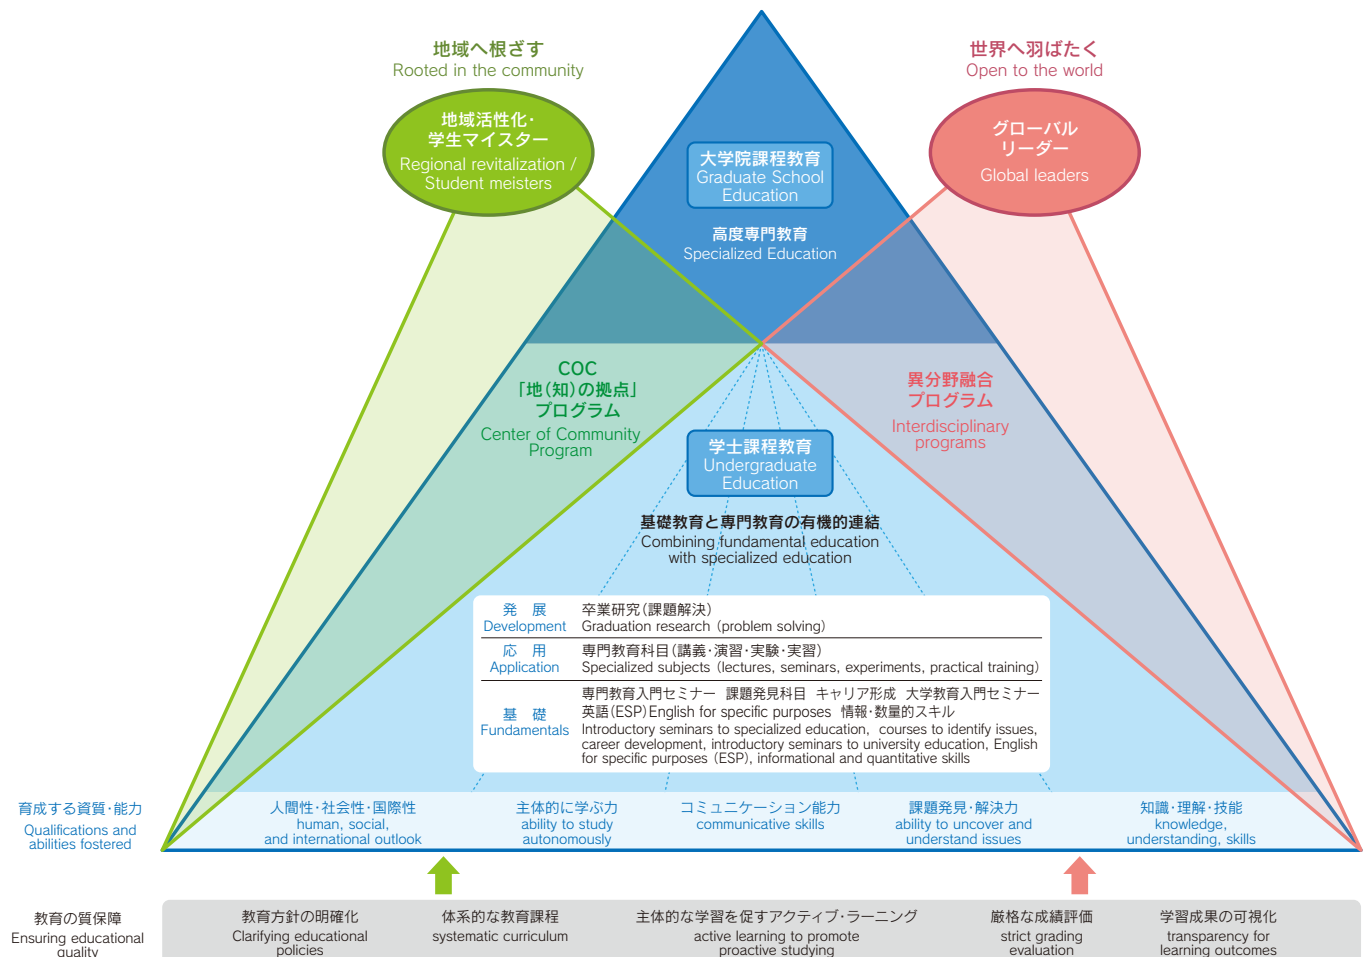 地域へ根ざす
Rooted in the community
世界へ羽ばたく
Open to the world
地域活性化・
学生マイスター
Regional revitalization /
Student meisters
グローバル
リーダー
Global leaders
大学院課程教育
Graduate School
Education
高度専門教育
Specialized Education
COC
「地(知)の拠点」
プログラム
Center of Community
Program
異分野融合
プログラム
Interdisciplinary
programs
学士課程教育
Undergraduate
Education
基礎教育と専門教育の有機的連結
Combining fundamental education
with specialized education
発 展
Development
卒業研究(課題解決)
Graduation research (problem solving)
応 用
Application
専門教育科目(講義・演習・実験・実習)
Specialized subjects (lectures, seminars, experiments, practical training)
基 礎
Fundamentals
専門教育入門セミナー 課題発見科目 キャリア形成 大学教育入門セミナー
英語(ESP)English for specific purposes 情報・数量的スキル
Introductory seminars to specialized education, courses to identify issues,
career development, introductory seminars to university education, English
for specific purposes (ESP), informational and quantitative skills
育成する資質・能力
Qualifications and
abilities fostered
人間性・社会性・国際性
human, social,
and international outlook
主体的に学ぶ力
ability to study
autonomously
コミュニケーション能力
communicative skills
課題発見・解決力
ability to uncover and
understand issues
知識・理解・技能
knowledge,
understanding, skills
教育の質保障
Ensuring educational
quality
教育方針の明確化
Clarifying educational
policies
体系的な教育課程
systematic curriculum
主体的な学習を促すアクティブ・ラーニング
active learning to promote
proactive studying
厳格な成績評価
strict grading
evaluation
学習成果の可視化
transparency for
learning outcomes